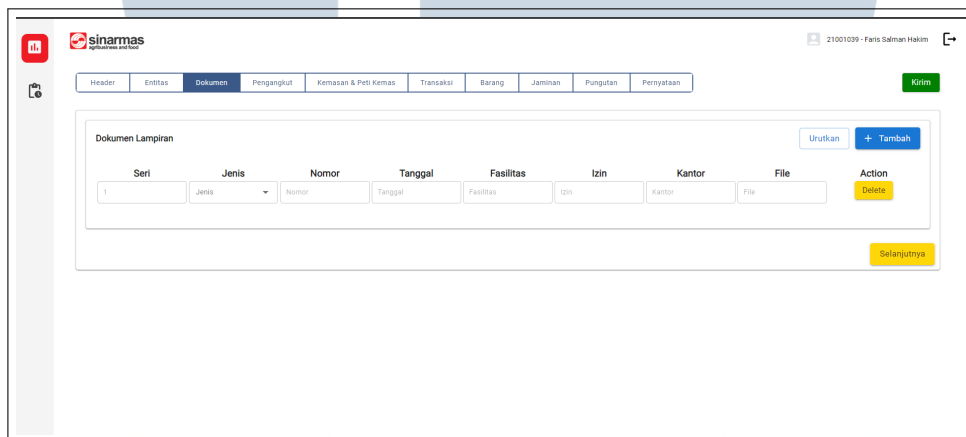 sinarmas
agribusiness and food
21001039 - Faris Salman Hakim
Header Entitas Dokumen Pengangkut Kemasan & Peti Kemas Transaksi Barang Jaminan Pungutan Pernyataan
Kirim
Dokumen Lampiran
Urutkan
+ Tambah
Seri Jenis Nomor Tanggal Fasilitas Izin Kantor File Action
1 Jenis Nomor Tanggal Fasilitas Izin Kantor File Delete
Selanjutnya